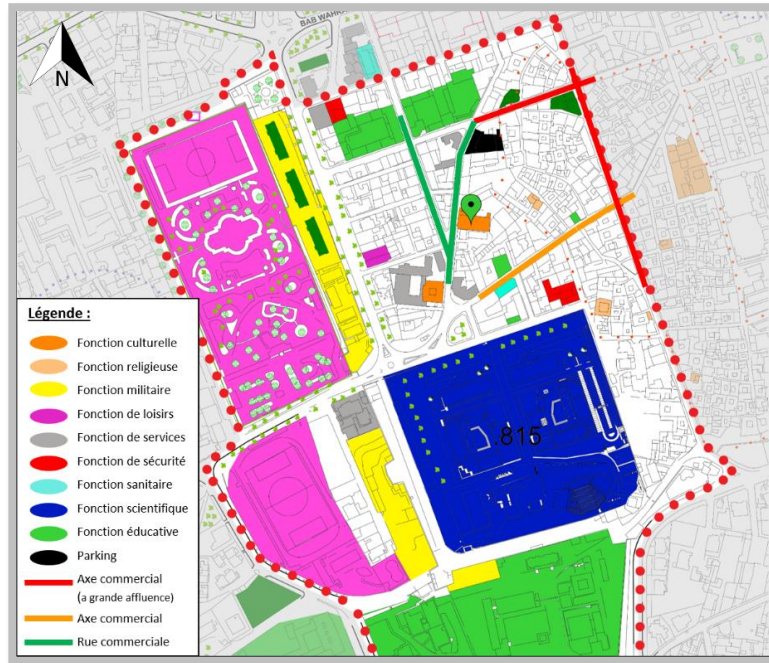 BAB WAHRAN
N
.815
Légende :
Fonction culturelle
Fonction religieuse
Fonction militaire
Fonction de loisirs
Fonction de services
Fonction de sécurité
Fonction sanitaire
Fonction scientifique
Fonction éducative
Parking
Axe commercial
(a grande affluence)
Axe commercial
Rue commerciale